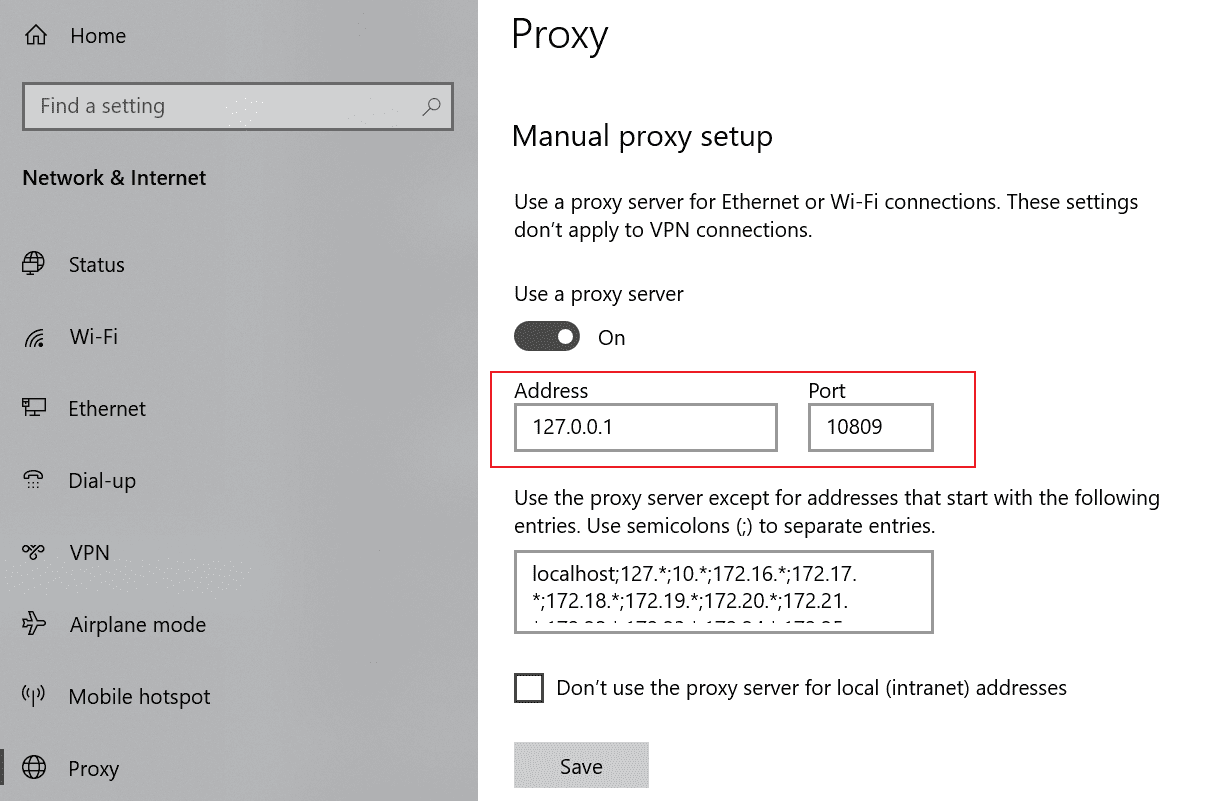 Home
Find a setting
Network & Internet
Status
Wi-Fi
Ethernet
Dial-up
VPN
Airplane mode
Mobile hotspot
Proxy
Proxy
Manual proxy setup
Use a proxy server for Ethernet or Wi-Fi connections. These settings
don't apply to VPN connections.
Use a proxy server
On
Address Port
127.0.0.1 10809
Use the proxy server except for addresses that start with the following
entries. Use semicolons (;) to separate entries.
localhost;127.*;10.*;172.16.*;172.17.
*;172.18.*;172.19.*;172.20.*;172.21.
Don't use the proxy server for local (intranet) addresses
Save